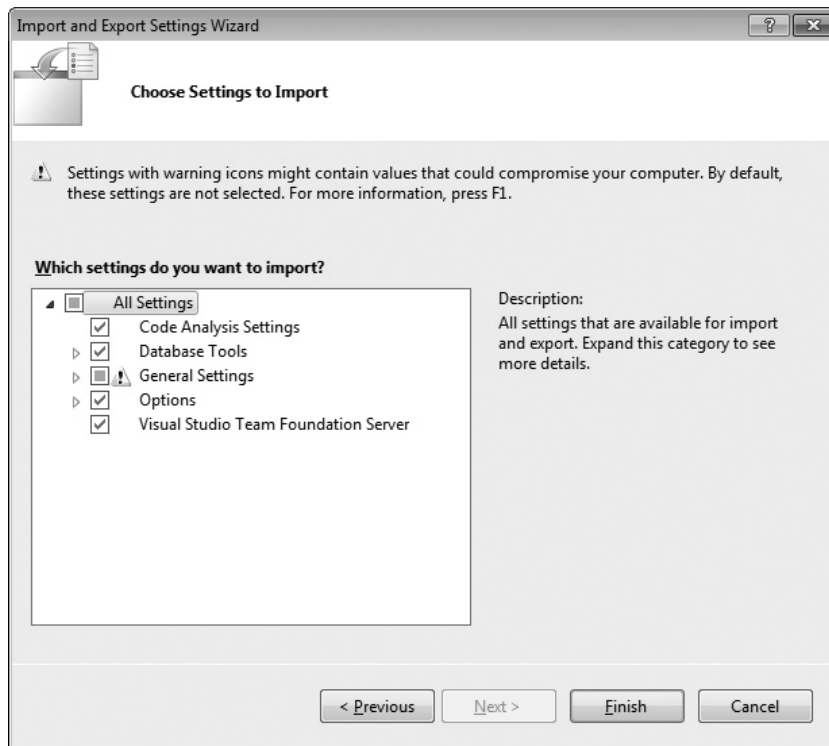 Import and Export Settings Wizard
Choose Settings to Import
Settings with warning icons might contain values that could compromise your computer. By default,
these settings are not selected. For more information, press F1.
Which settings do you want to import?
All Settings
Code Analysis Settings
Database Tools
General Settings
Options
Visual Studio Team Foundation Server
Description:
All settings that are available for import
and export. Expand this category to see
more details.
< Previous
Next >
Finish
Cancel